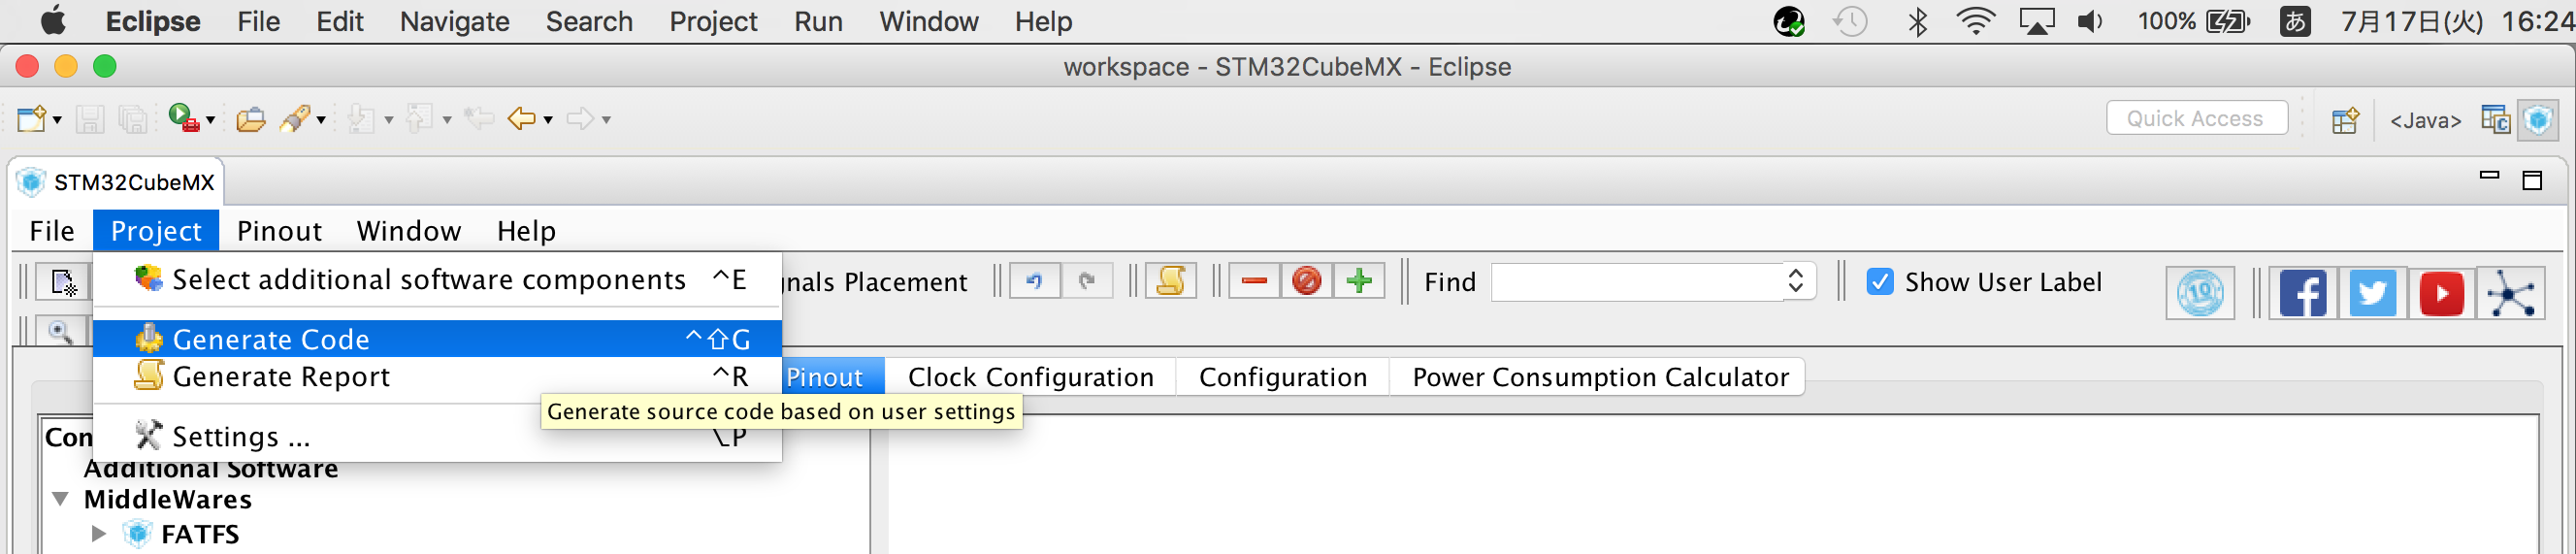 Eclipse File Edit Navigate Search Project Run Window Help 100% あ 7月17日(火) 16:24
workspace - STM32CubeMX - Eclipse
Quick Access <Java>
STM32CubeMX
File Project Pinout Window Help
Select additional software components ^E
nals Placement Find Show User Label
Generate Code ^⇧G
Generate Report ^R
Pinout Clock Configuration Configuration Power Consumption Calculator
Generate source code based on user settings
Settings ... ⌥P
Con
Additional Software
MiddleWares
FATFS